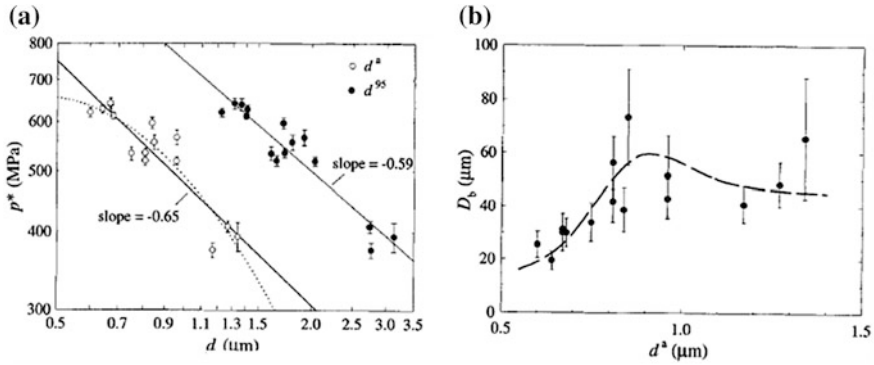 (a)
800
700
600
500
400
300
p* (MPa)
0.5
0.7
0.9
1.1
1.3
1.5
2.0
2.5
3.0
3.5
d (μm)
d^a
d^95
slope = -0.59
slope = -0.65
(b)
100
80
60
40
20
0
D_b (μm)
0.5
1.0
1.5
d^a (μm)